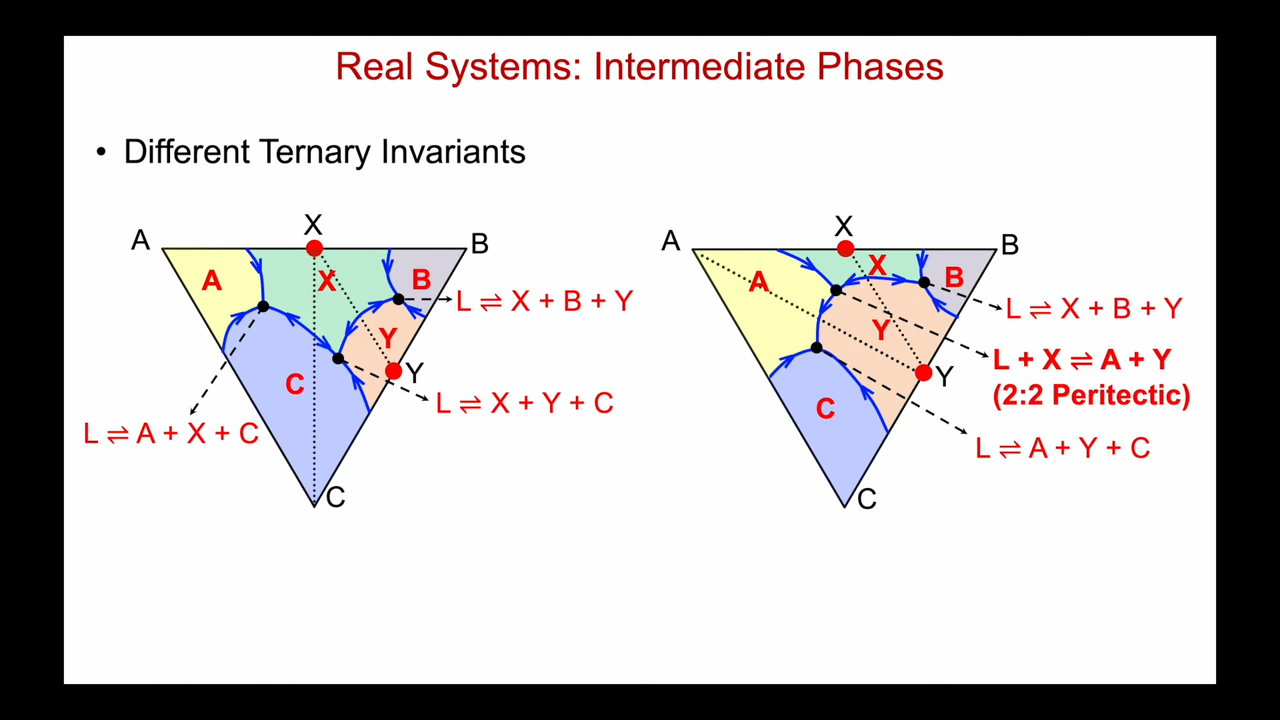 Real Systems: Intermediate Phases
• Different Ternary Invariants
X
A
B
A
X
B
L ⇌ X + B + Y
Y
Y
C
L ⇌ X + Y + C
L ⇌ A + X + C
C
X
A
B
X
A
B
L ⇌ X + B + Y
Y
L + X ⇌ A + Y
(2:2 Peritectic)
Y
C
L ⇌ A + Y + C
C